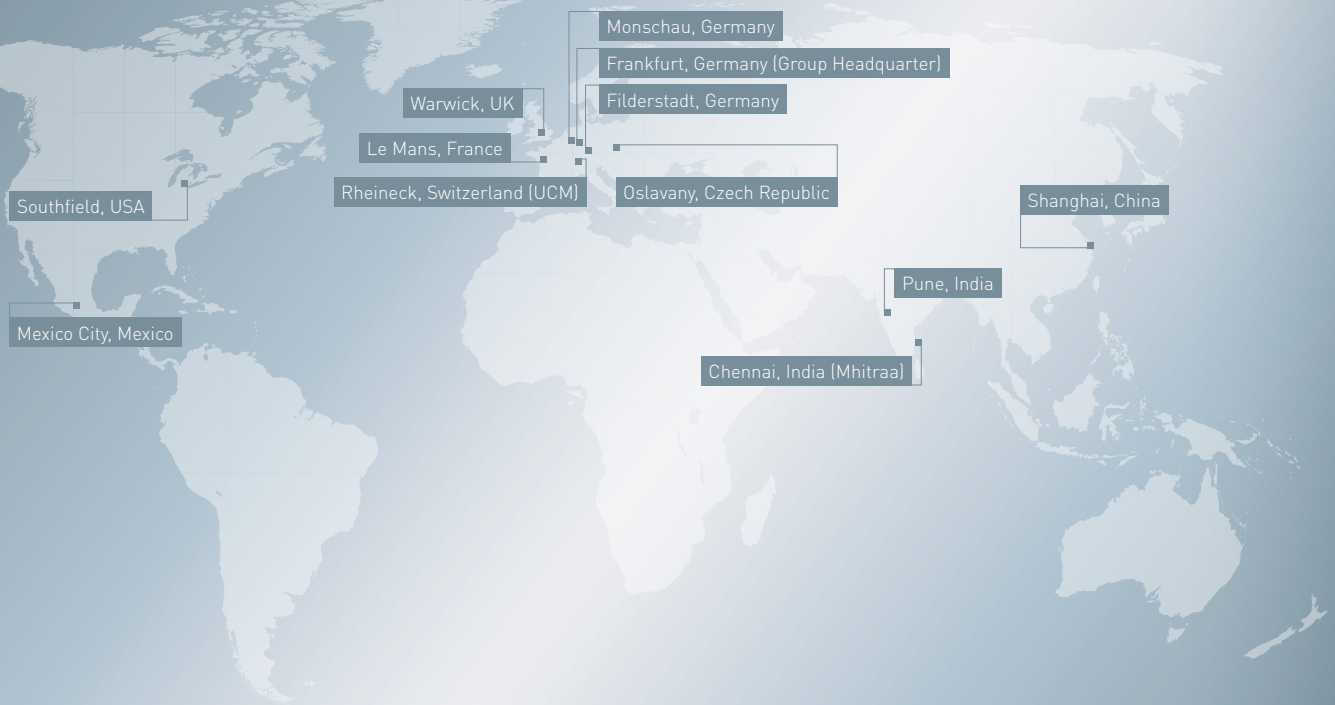 Monschau, Germany
Frankfurt, Germany (Group Headquarter)
Filderstadt, Germany
Warwick, UK
Le Mans, France
Rheineck, Switzerland (UCM)
Oslavany, Czech Republic
Shanghai, China
Southfield, USA
Pune, India
Mexico City, Mexico
Chennai, India (Mhitraa)